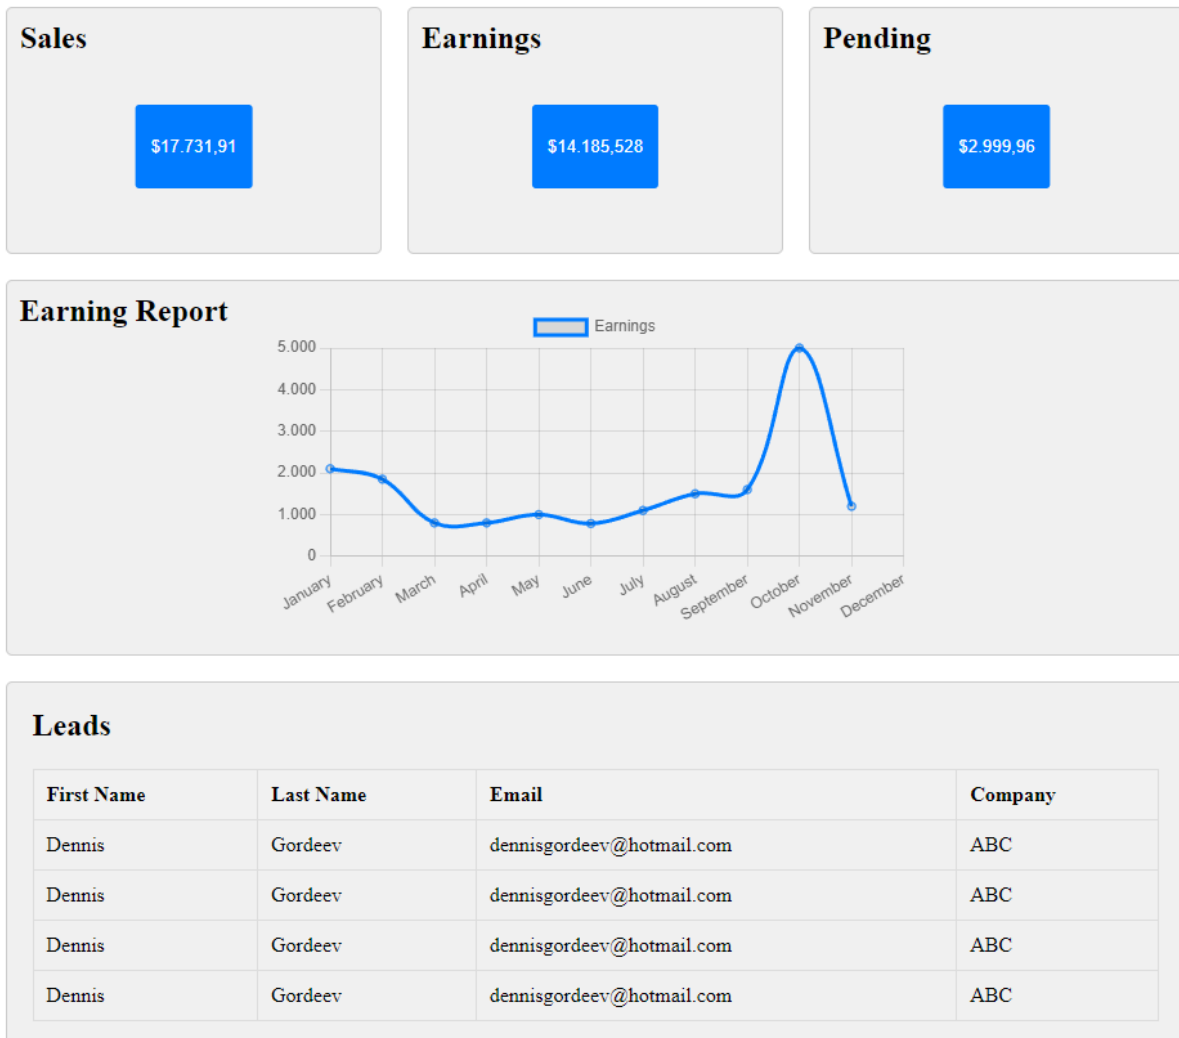 Sales
Earnings
Pending
$17.731,91
$14.185,528
$2.999,96
Earning Report
Earnings
5.000
4.000
3.000
2.000
1.000
0
January February March April May June July August September October November December
Leads
First Name Last Name Email Company
Dennis Gordeev dennisgordeev@hotmail.com ABC
Dennis Gordeev dennisgordeev@hotmail.com ABC
Dennis Gordeev dennisgordeev@hotmail.com ABC
Dennis Gordeev dennisgordeev@hotmail.com ABC